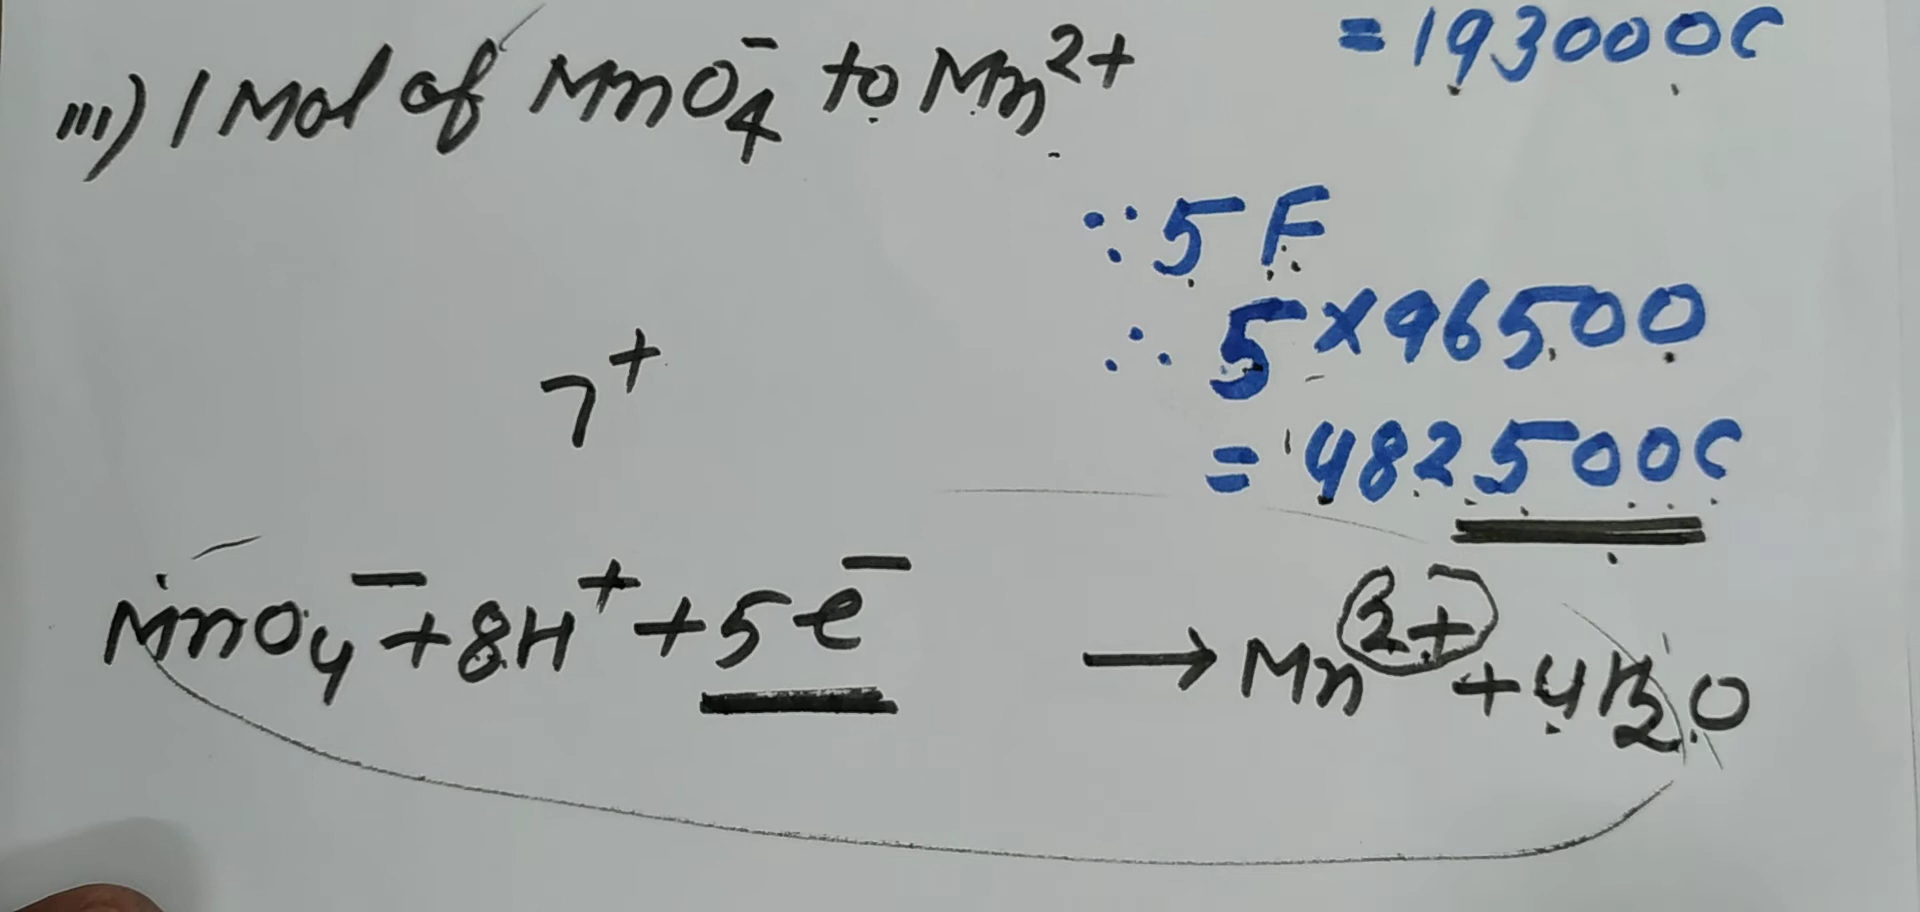 = 193000C
iii) 1 Mol of MnO₄⁻ to Mn²⁺
∵ 5 F
∴ 5 × 96500
7⁺
= 482500C
MnO₄⁻ + 8H⁺ + 5e⁻ → Mn²⁺ + 4H₂O